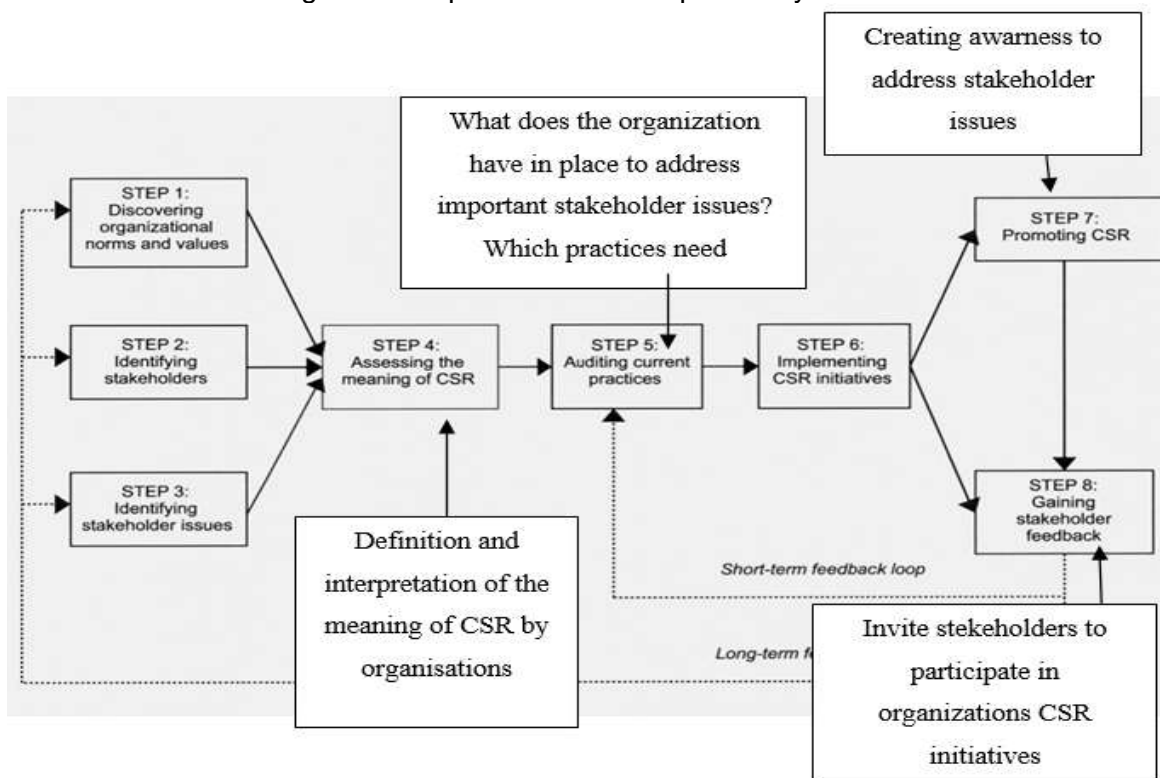 Creating awarness to
address stakeholder
issues
What does the organization
have in place to address
important stakeholder issues?
Which practices need
STEP 1:
Discovering
organizational
norms and values
STEP 7:
Promoting CSR
STEP 2:
Identifying
stakeholders
STEP 4:
Assessing the
meaning of CSR
STEP 5:
Auditing current
practices
STEP 6:
Implementing
CSR initiatives
STEP 3:
Identifying
stakeholder issues
STEP 8:
Gaining
stakeholder
feedback
Definition and
interpretation of the
meaning of CSR by
organisations
Short-term feedback loop
Long-term
Invite stekeholders to
participate in
organizations CSR
initiatives